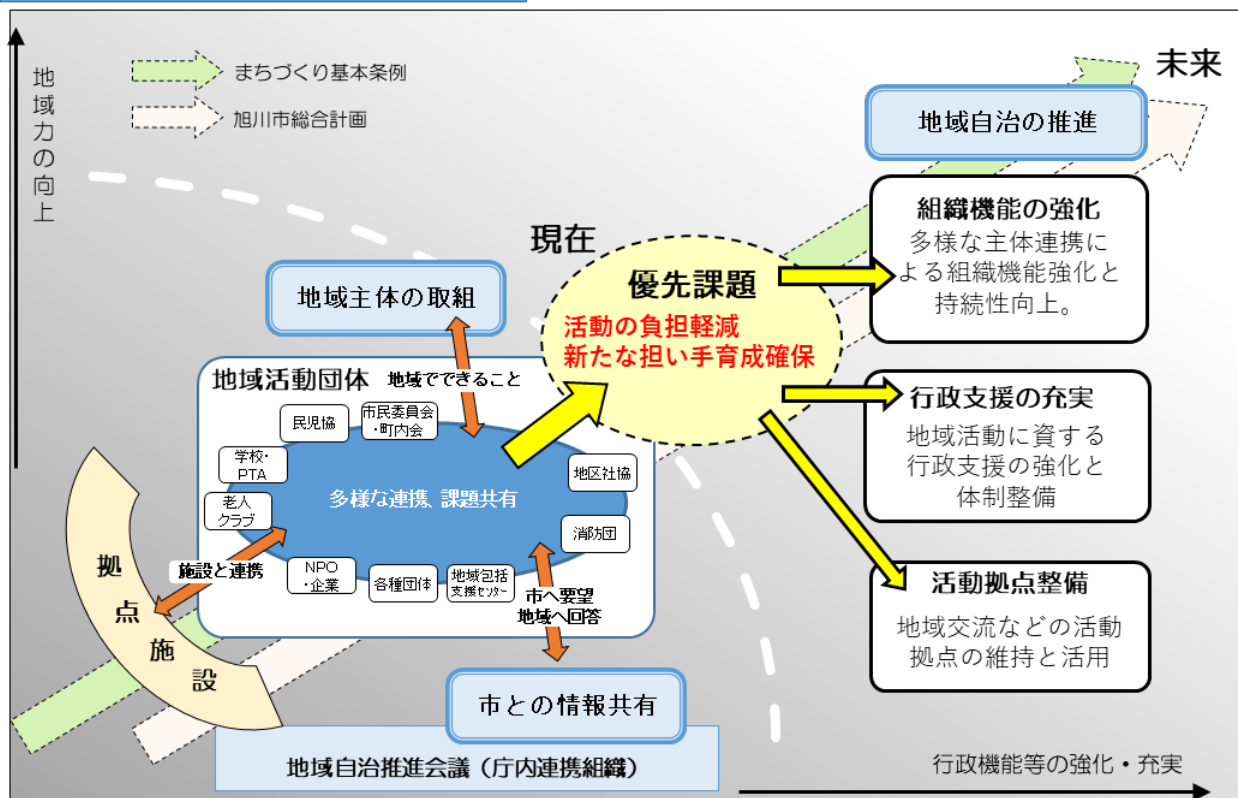 地域力の向上
まちづくり基本条例
旭川市総合計画
未来
地域自治の推進
現在
優先課題
活動の負担軽減
新たな担い手育成確保
組織機能の強化
多様な主体連携に
よる組織機能強化と
持続性向上。
行政支援の充実
地域活動に資する
行政支援の強化と
体制整備
活動拠点整備
地域交流などの活動
拠点の維持と活用
地域主体の取組
地域活動団体
地域でできること
民児協
市民委員会
・町内会
学校・
PTA
老人
クラブ
地区社協
消防団
多様な連携、課題共有
NPO
・企業
各種団体
地域包括
支援センター
施設と連携
市へ要望
地域へ回答
拠点施設
市との情報共有
地域自治推進会議（庁内連携組織）
行政機能等の強化・充実